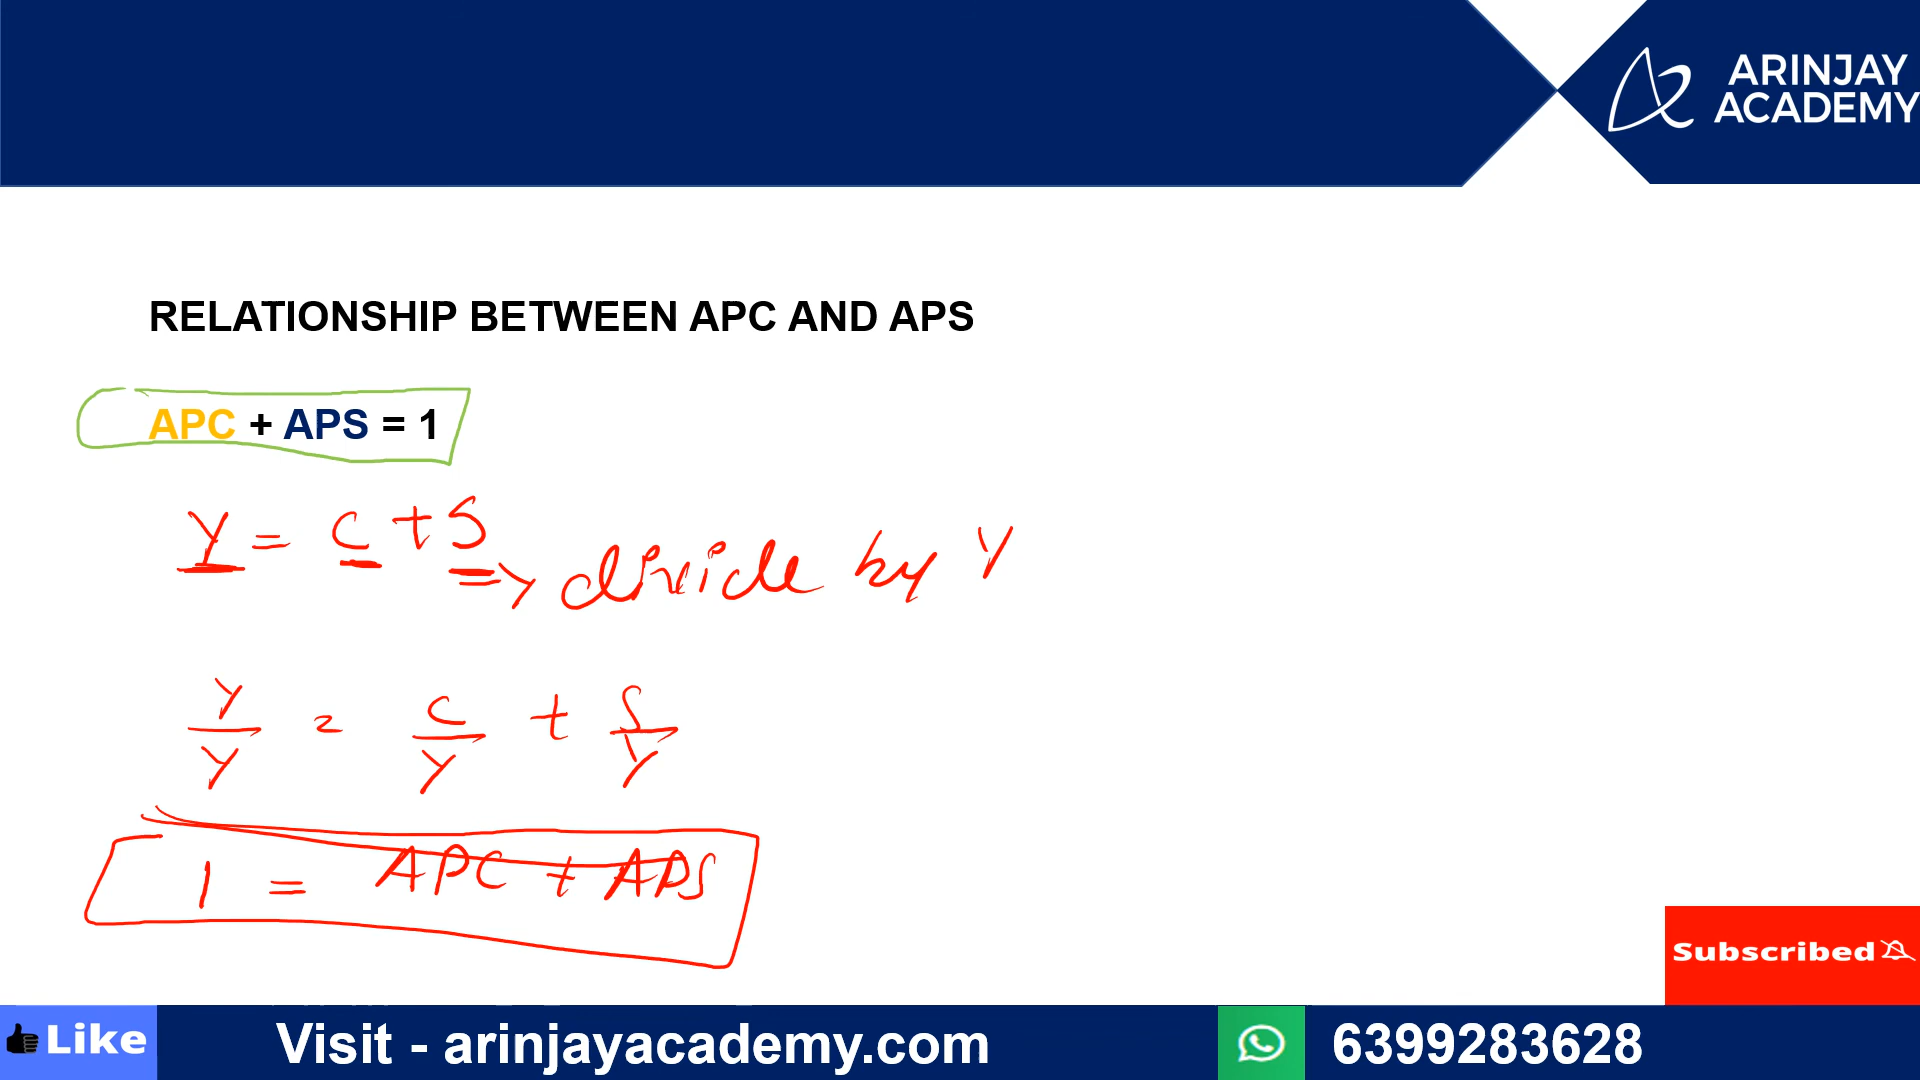 ARINJAY
ACADEMY
RELATIONSHIP BETWEEN APC AND APS
APC + APS = 1
Y = C + S
=> divide by Y
Y/Y = C/Y + S/Y
1 = APC + APS
Subscribed
Like
Visit - arinjayacademy.com
6399283628